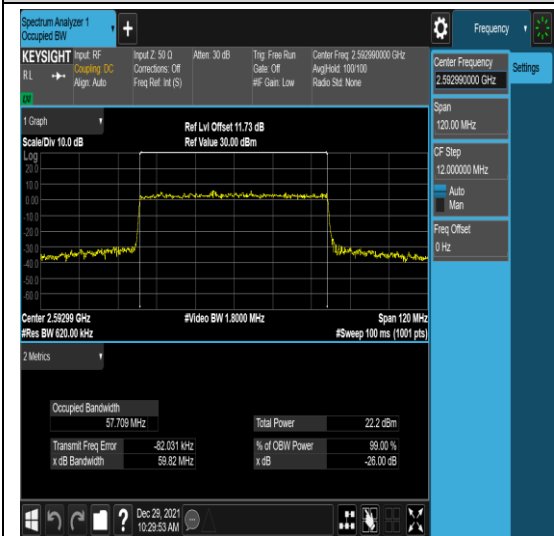 Spectrum Analyzer 1
Occupied BW
+
Frequency
KEYSIGHT
R L
Input: RF
Coupling: DC
Align: Auto
Input Z: 50 Ω
Corrections: Off
Freq Ref: Int (S)
Atten: 30 dB
Trig: Free Run
Gate: Off
#IF Gain: Low
Center Freq: 2.592990000 GHz
Avg|Hold: 100/100
Radio Std: None
Center Frequency
2.592990000 GHz
Settings
Span
120.00 MHz
CF Step
12.000000 MHz
Auto
Man
Freq Offset
0 Hz
1 Graph
Scale/Div 10.0 dB
Ref Lvl Offset 11.73 dB
Ref Value 30.00 dBm
Log
20.0
10.0
0.00
-10.0
-20.0
-30.0
-40.0
-50.0
-60.0
Center 2.59299 GHz
#Res BW 620.00 kHz
#Video BW 1.8000 MHz
Span 120 MHz
#Sweep 100 ms (1001 pts)
2 Metrics
Occupied Bandwidth
57.709 MHz
Total Power 22.2 dBm
Transmit Freq Error -82.031 kHz
% of OBW Power 99.00 %
x dB Bandwidth 59.82 MHz
x dB -26.00 dB
?
Dec 29, 2021
10:29:53 AM